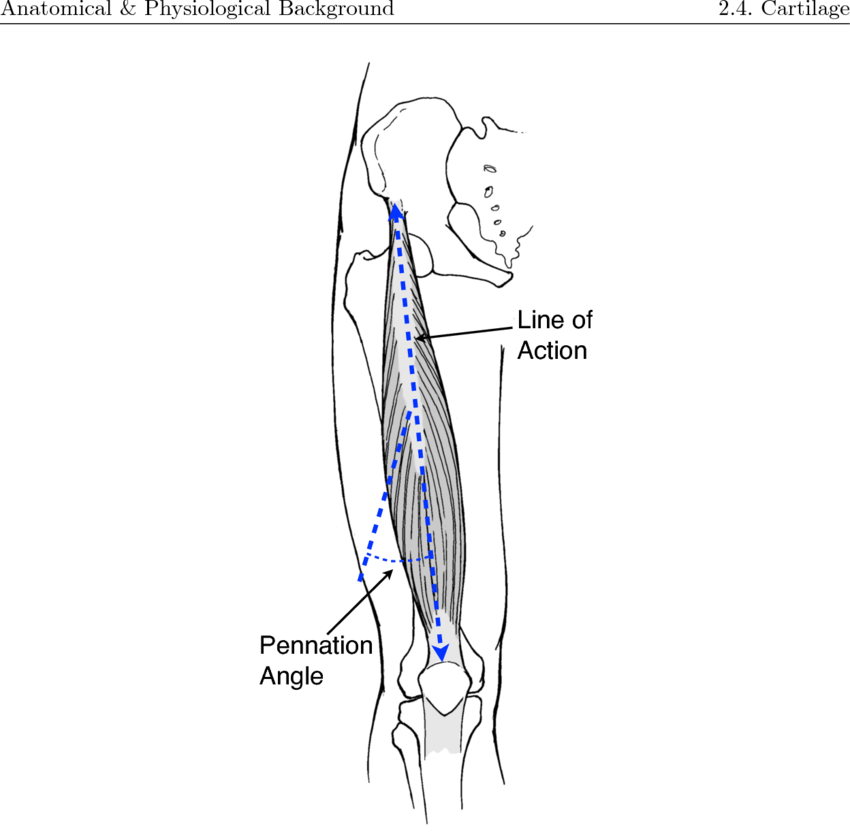 Anatomical & Physiological Background 2.4. Cartilage
Line of
Action
Pennation
Angle